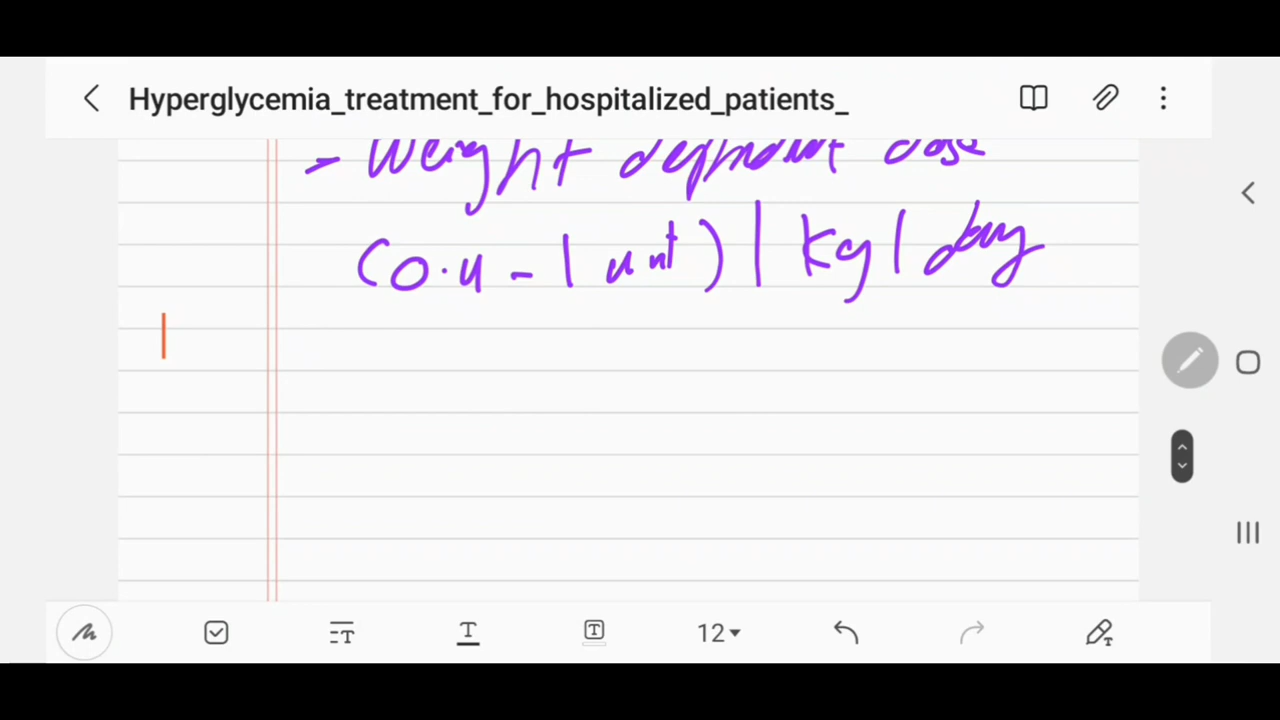 Hyperglycemia_treatment_for_hospitalized_patients_
- Weight dependent dose
(0.4 - 1 unit) | kg | day
12